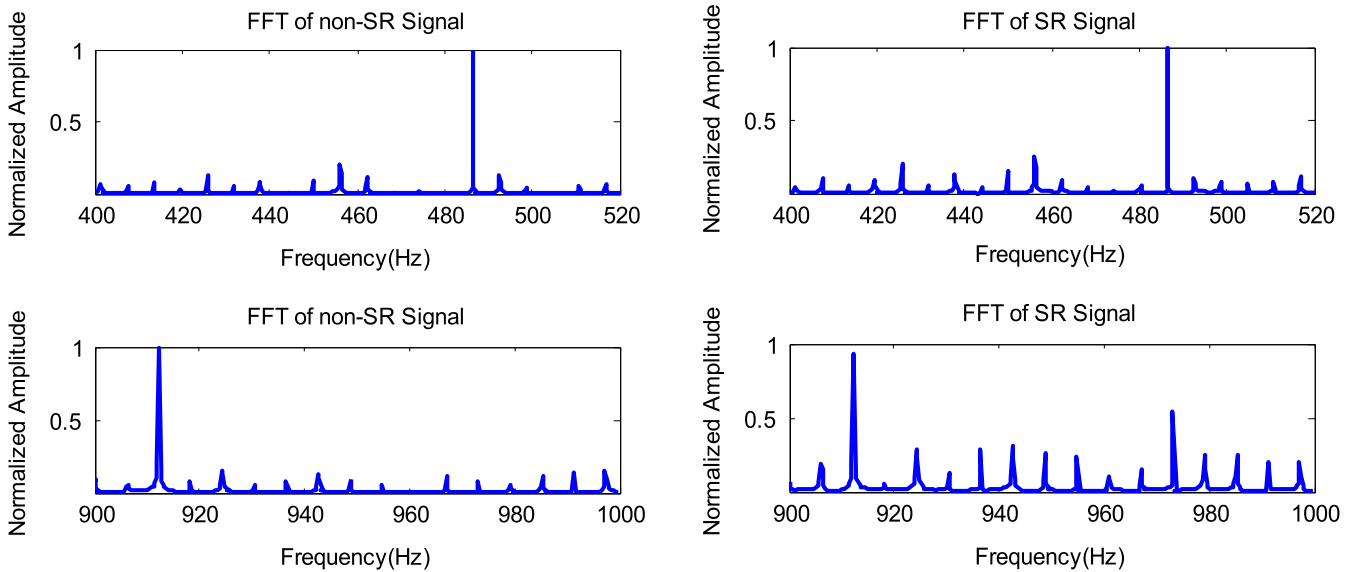 FFT of non-SR Signal
Normalized Amplitude
1
0.5
400 420 440 460 480 500 520
Frequency(Hz)
FFT of SR Signal
Normalized Amplitude
1
0.5
400 420 440 460 480 500 520
Frequency(Hz)
FFT of non-SR Signal
Normalized Amplitude
1
0.5
900 920 940 960 980 1000
Frequency(Hz)
FFT of SR Signal
Normalized Amplitude
1
0.5
900 920 940 960 980 1000
Frequency(Hz)